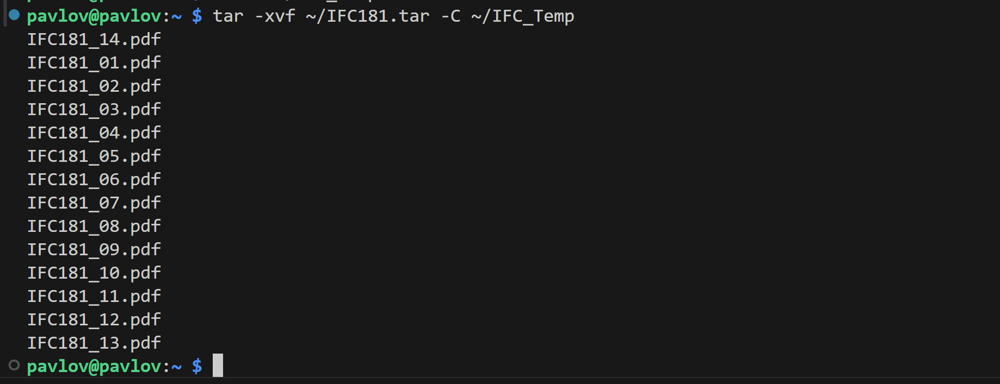 pavlov@pavlov:~ $ tar -xvf ~/IFC181.tar -C ~/IFC_Temp
IFC181_14.pdf
IFC181_01.pdf
IFC181_02.pdf
IFC181_03.pdf
IFC181_04.pdf
IFC181_05.pdf
IFC181_06.pdf
IFC181_07.pdf
IFC181_08.pdf
IFC181_09.pdf
IFC181_10.pdf
IFC181_11.pdf
IFC181_12.pdf
IFC181_13.pdf
pavlov@pavlov:~ $